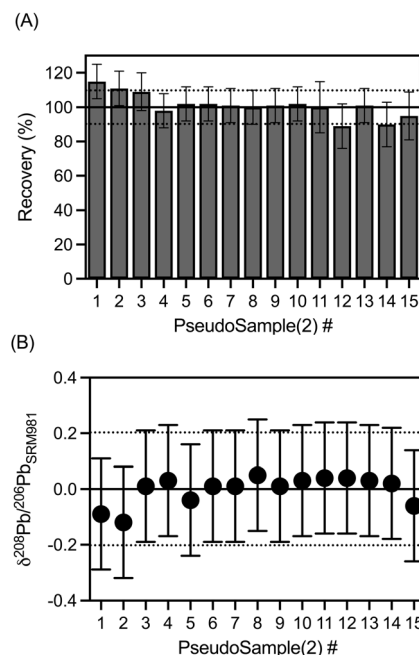 (A)
Recovery (%)
120
100
80
60
40
20
0
1 2 3 4 5 6 7 8 9 10 11 12 13 14 15
PseudoSample(2) #
(B)
δ²⁰⁸Pb/²⁰⁶Pb_SRM981
0.4
0.2
0.0
-0.2
-0.4
1 2 3 4 5 6 7 8 9 10 11 12 13 14 15
PseudoSample(2) #